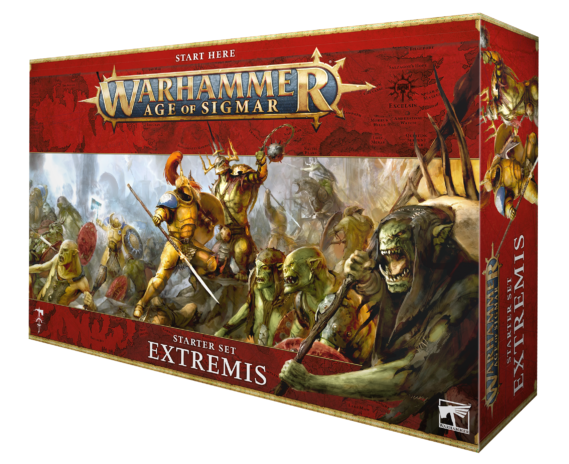 START HERE
WARHAMMER
AGE OF SIGMAR
STARTER SET
EXTREMIS
WARHAMMER
AGE OF SIGMAR
STARTER SET
EXTREMIS